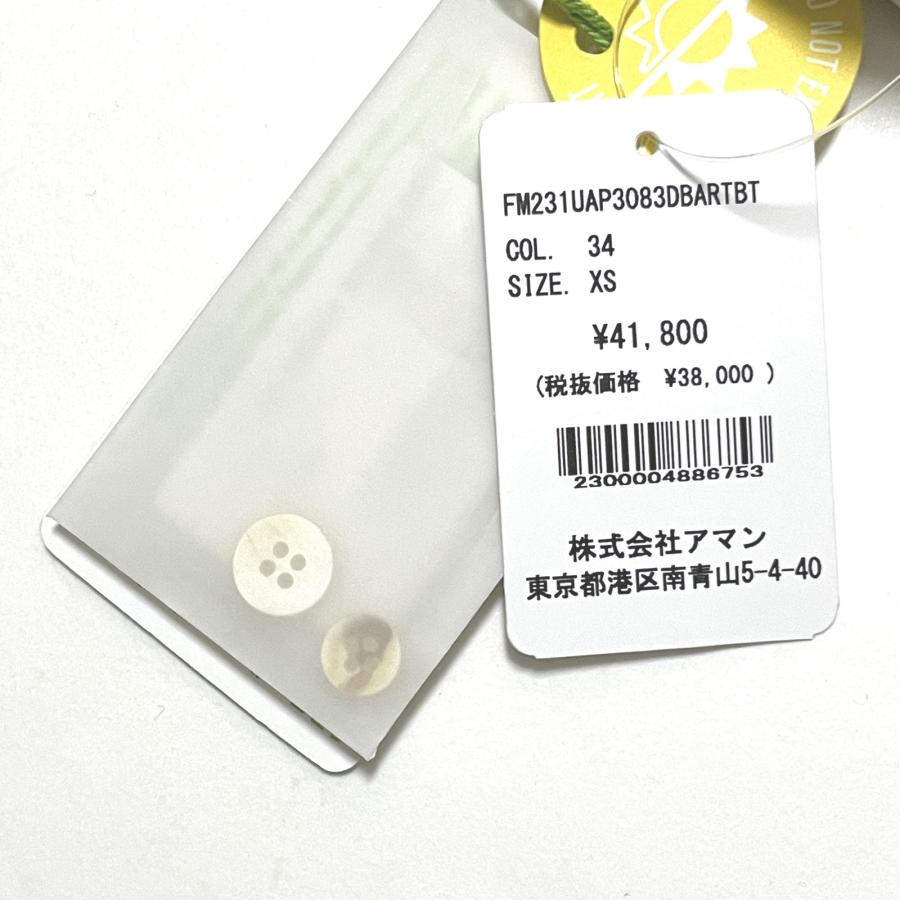 NOT
FM231UAP3083DBARTBT
COL. 34
SIZE. XS
¥41,800
(税抜価格 ¥38,000 )
2300004886753
株式会社アマン
東京都港区南青山5-4-40